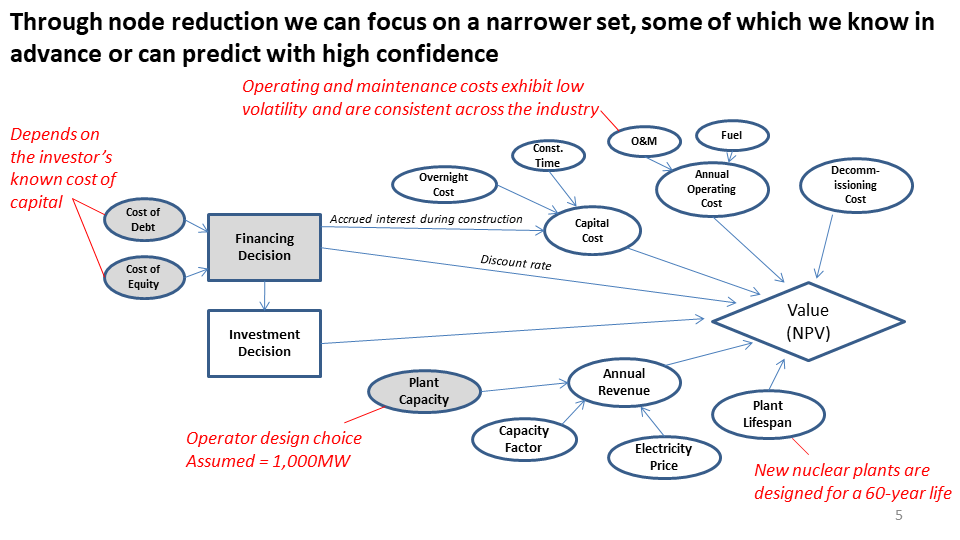 Through node reduction we can focus on a narrower set, some of which we know in
advance or can predict with high confidence
Operating and maintenance costs exhibit low
volatility and are consistent across the industry
Depends on
the investor's
known cost of
capital
O&M
Fuel
Const.
Time
Overnight
Cost
Annual
Operating
Cost
Decomm-
issioning
Cost
Cost of
Debt
Financing
Decision
Accrued interest during construction
Capital
Cost
Cost of
Equity
Discount rate
Value
(NPV)
Investment
Decision
Plant
Capacity
Annual
Revenue
Plant
Lifespan
Operator design choice
Assumed = 1,000MW
Capacity
Factor
Electricity
Price
New nuclear plants are
designed for a 60-year life
5